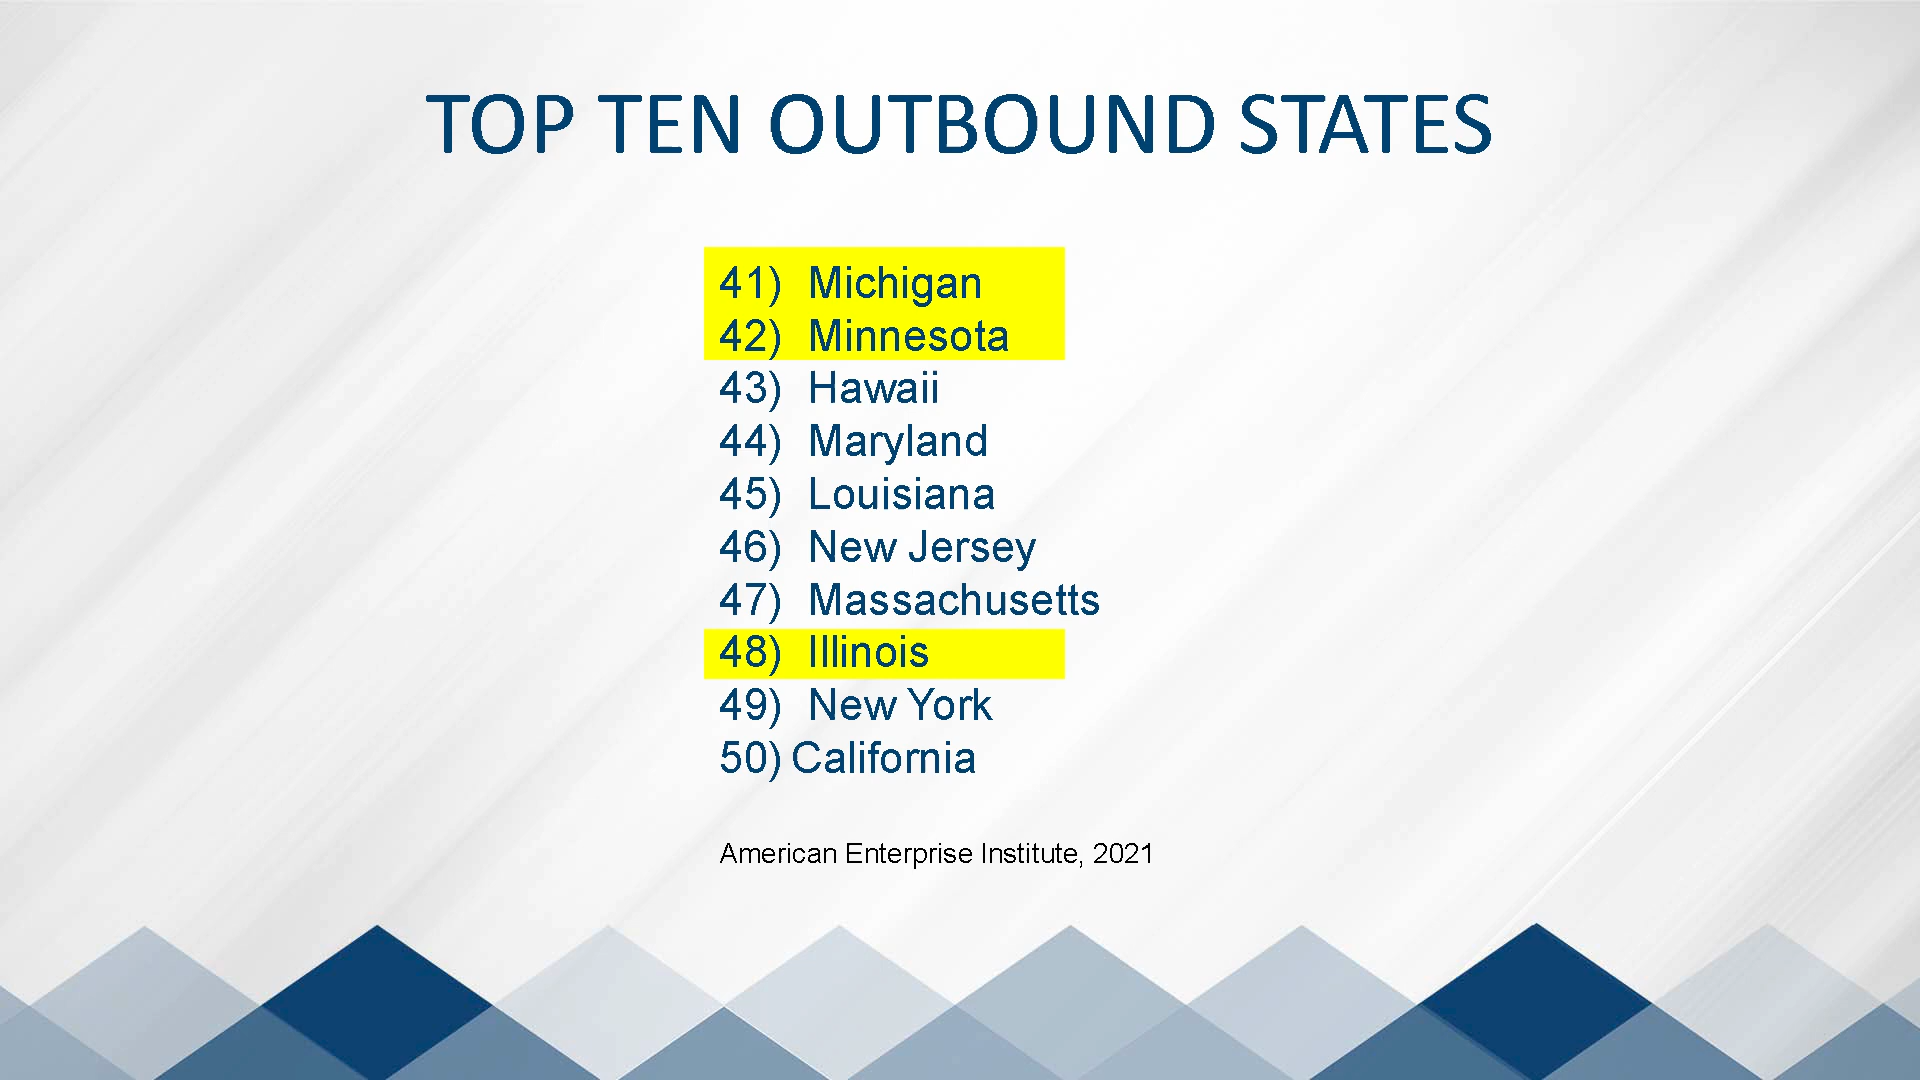 TOP TEN OUTBOUND STATES
41) Michigan
42) Minnesota
43) Hawaii
44) Maryland
45) Louisiana
46) New Jersey
47) Massachusetts
48) Illinois
49) New York
50) California
American Enterprise Institute, 2021